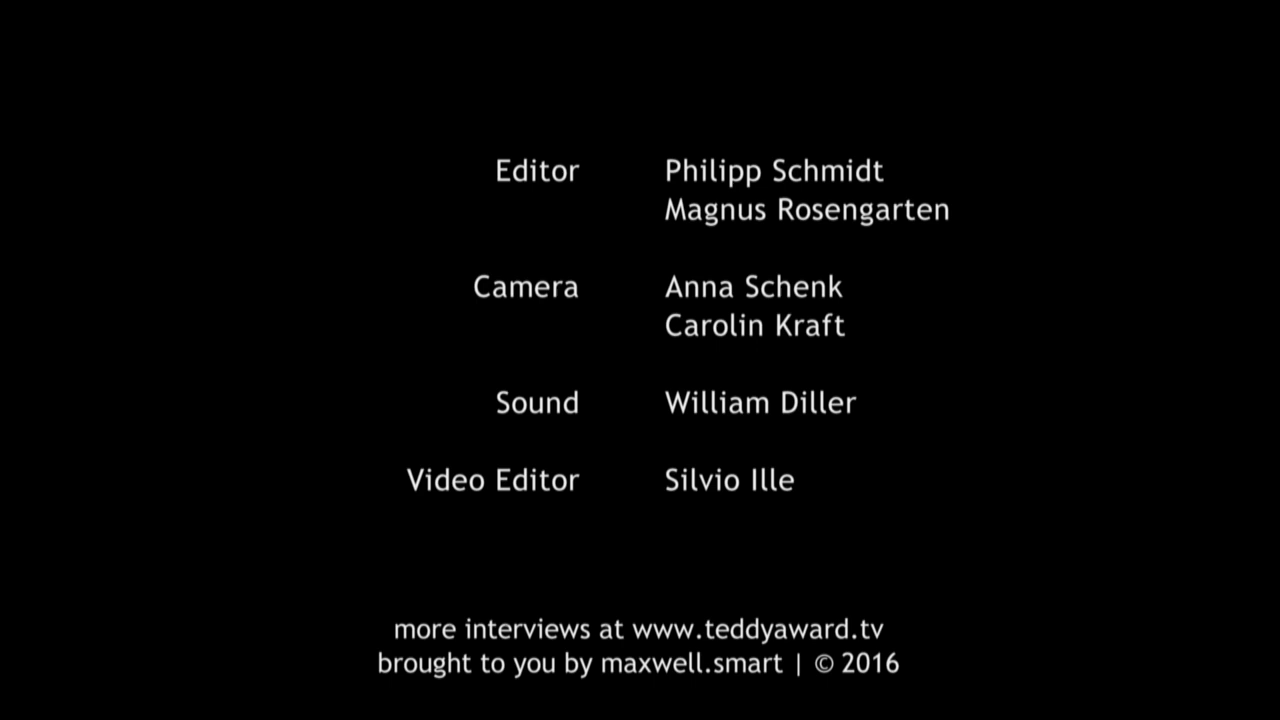 Editor Philipp Schmidt
Magnus Rosengarten
Camera Anna Schenk
Carolin Kraft
Sound William Diller
Video Editor Silvio Ille
more interviews at www.teddyaward.tv
brought to you by maxwell.smart | © 2016